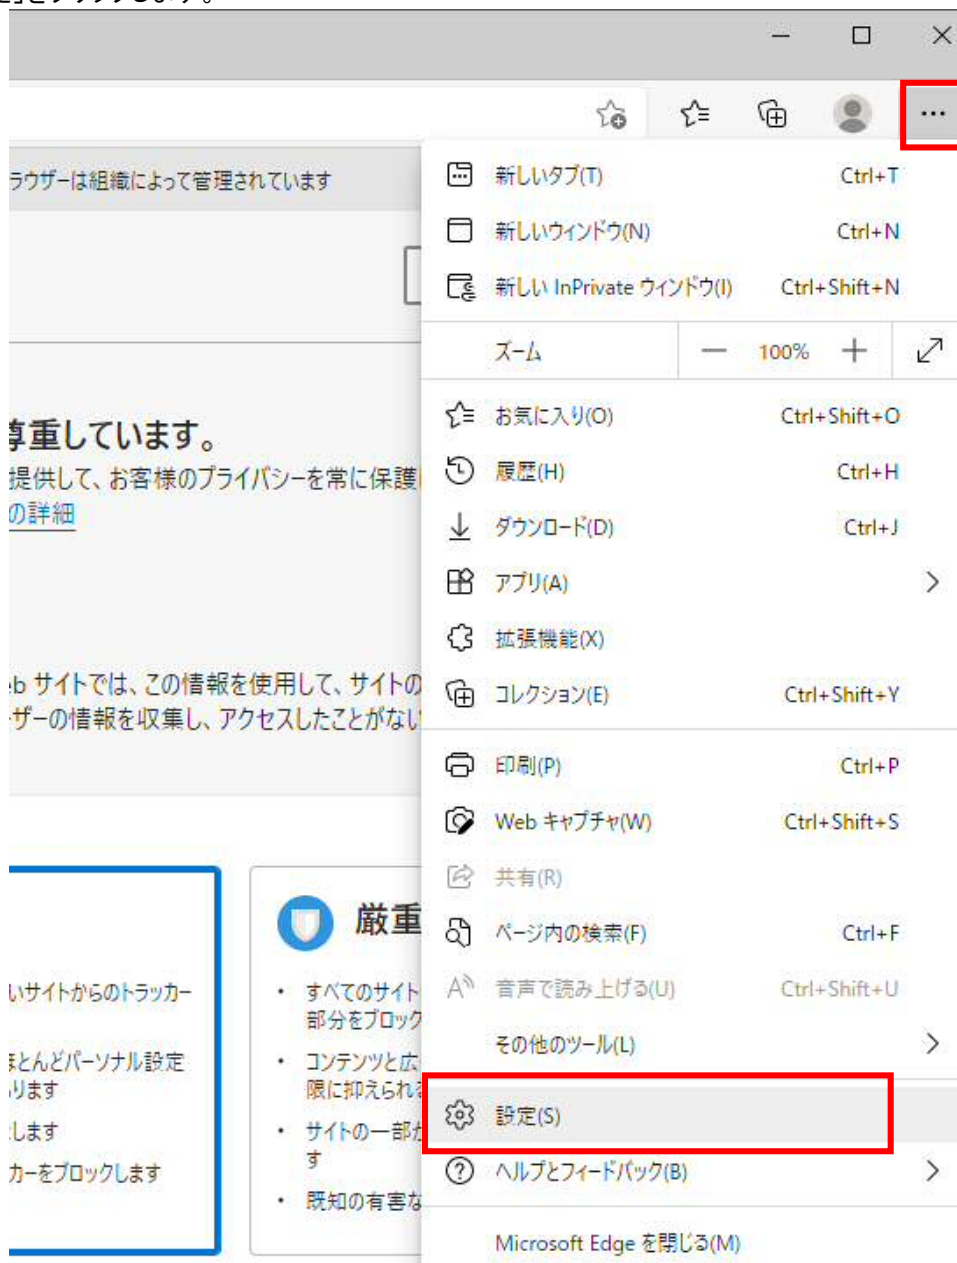 ]をクリックします。
ラウザーは組織によって管理されています
新しいタブ(T) Ctrl+T
新しいウィンドウ(N) Ctrl+N
新しい InPrivate ウィンドウ(I) Ctrl+Shift+N
ズーム — 100% +
お気に入り(O) Ctrl+Shift+O
履歴(H) Ctrl+H
ダウンロード(D) Ctrl+J
アプリ(A)
拡張機能(X)
コレクション(E) Ctrl+Shift+Y
印刷(P) Ctrl+P
Web キャプチャ(W) Ctrl+Shift+S
共有(R)
ページ内の検索(F) Ctrl+F
音声で読み上げる(U) Ctrl+Shift+U
その他のツール(L)
設定(S)
ヘルプとフィードバック(B)
Microsoft Edge を閉じる(M)
尊重しています。
提供して、お客様のプライバシーを常に保護
の詳細
eb サイトでは、この情報を使用して、サイトの
ザーの情報を収集し、アクセスしたことがない
いサイトからのトラッカー
ほとんどパーソナル設定
ります
します
カーをブロックします
厳重
• すべてのサイト
部分をブロック
• コンテンツと広
限に抑えられる
• サイトの一部が
す
• 既知の有害な